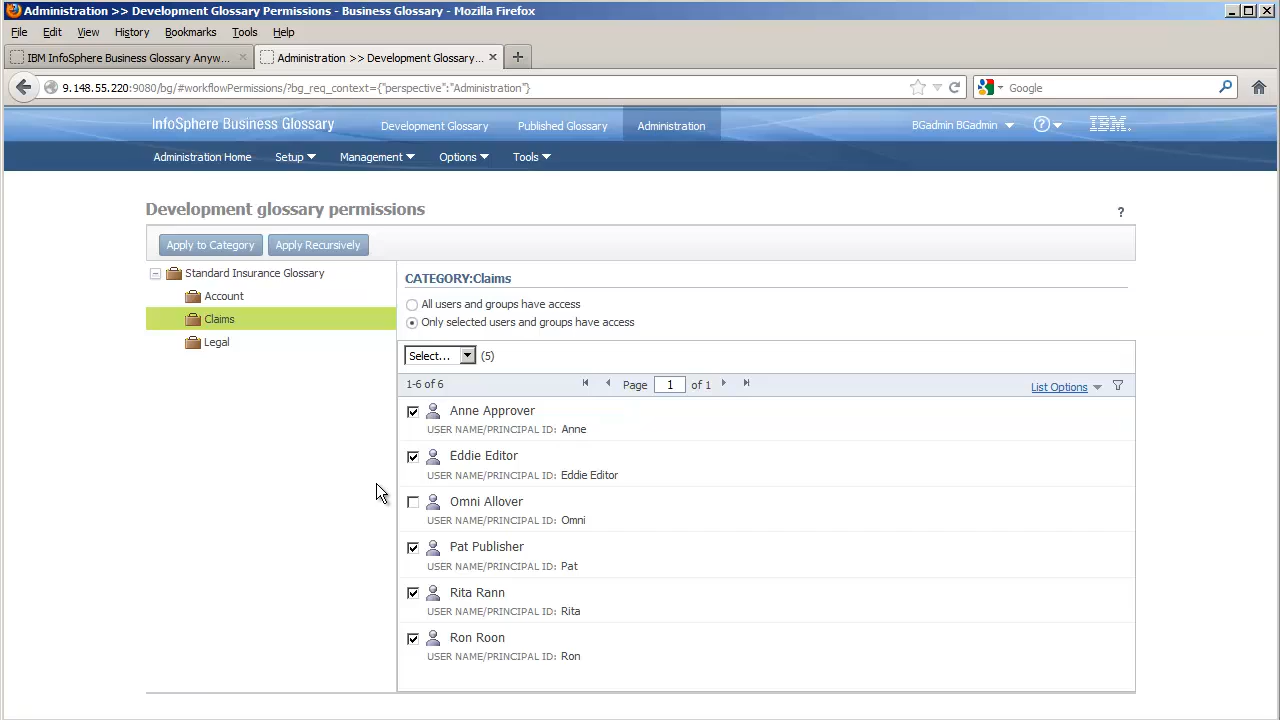 Administration >> Development Glossary Permissions - Business Glossary - Mozilla Firefox
File Edit View History Bookmarks Tools Help
IBM InfoSphere Business Glossary Anyw... Administration >> Development Glossary...
9.148.55.220:9080/bg/#workflowPermissions/!bg_req_context={"perspective":"Administration"} Google
InfoSphere Business Glossary Development Glossary Published Glossary Administration BGadmin BGadmin ? IBM.
Administration Home Setup Management Options Tools
Development glossary permissions
?
Apply to Category Apply Recursively
Standard Insurance Glossary
Account
Claims
Legal
CATEGORY:Claims
All users and groups have access
Only selected users and groups have access
Select... (5)
1-6 of 6 Page 1 of 1 List Options
Anne Approver
USER NAME/PRINCIPAL ID: Anne
Eddie Editor
USER NAME/PRINCIPAL ID: Eddie Editor
Omni Allover
USER NAME/PRINCIPAL ID: Omni
Pat Publisher
USER NAME/PRINCIPAL ID: Pat
Rita Rann
USER NAME/PRINCIPAL ID: Rita
Ron Roon
USER NAME/PRINCIPAL ID: Ron